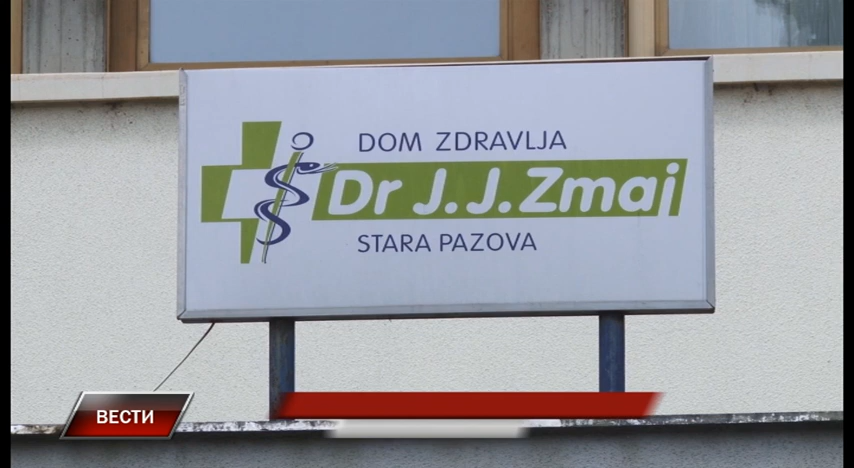 DOM ZDRAVLJA
Dr J. J. Zmaj
STARA PAZOVA
ВЕСТИ